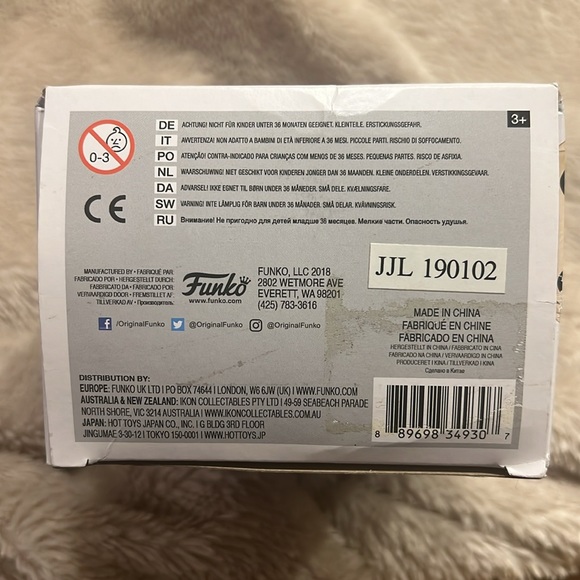 3+
0-3
DE ACHTUNG! NICHT FÜR KINDER UNTER 36 MONATEN GEEIGNET. KLEINTEILE. ERSTICKUNGSGEFAHR.
IT AVVERTENZA! NON ADATTO A BAMBINI DI ETÀ INFERIORE A 36 MESI. PICCOLE PARTI. RISCHIO DI SOFFOCAMENTO.
PO ATENÇÃO! CONTRA-INDICADO PARA CRIANÇAS COM MENOS DE 36 MESES. PEQUENAS PARTES. RISCO DE ASFIXIA.
NL WAARSCHUWING! NIET GESCHIKT VOOR KINDEREN JONGER DAN 36 MAANDEN. KLEINE ONDERDELEN. VERSTIKKINGSGEVAAR.
DA ADVARSEL! IKKE EGNET TIL BØRN UNDER 36 MÅNEDER. SMÅ DELE. KVÆLNINGSFARE.
SW VARNING! INTE LÄMPLIG FÖR BARN UNDER 36 MÅNADER. SMÅ DELAR. KVÄVNINGSRISK.
RU Внимание! Не пригодно для детей младше 36 месяцев. Мелкие части. Опасность удушья.
CE
MANUFACTURED BY • FABRIQUÉ PAR
FABRICADO POR • HERGESTELLT DURCH
FABBRICATO DA • FABRICADO POR
VERVAARDIGD DOOR • FREMSTILLET AF
TILLVERKAD AV • Производитель
Funko
www.funko.com
FUNKO, LLC 2018
2802 WETMORE AVE
EVERETT, WA 98201
(425) 783-3616
JJL 190102
/OriginalFunko @OriginalFunko @OriginalFunko
MADE IN CHINA
FABRIQUÉ EN CHINE
FABRICADO EN CHINA
HERGESTELLT IN CHINA / FABBRICATO IN CINA
FABRICADO NA CHINA / VERVAARDIGD IN CHINA
PRODUCERET I KINA / TILLVERKAD I KINA
Сделано в Китае
DISTRIBUTION BY:
EUROPE: FUNKO UK LTD I PO BOX 74644 I LONDON, W6 6JW (UK) I WWW.FUNKO.COM
AUSTRALIA & NEW ZEALAND: IKON COLLECTABLES PTY LTD I 49-59 SEABEACH PARADE
NORTH SHORE, VIC 3214 AUSTRALIA I WWW.IKONCOLLECTABLES.COM.AU
JAPAN: HOT TOYS JAPAN CO., INC. I G BLDG 3RD FLOOR
JINGUMAE 3-30-12 I TOKYO 150-0001 I WWW.HOTTOYS.JP
8 89698 34930 7